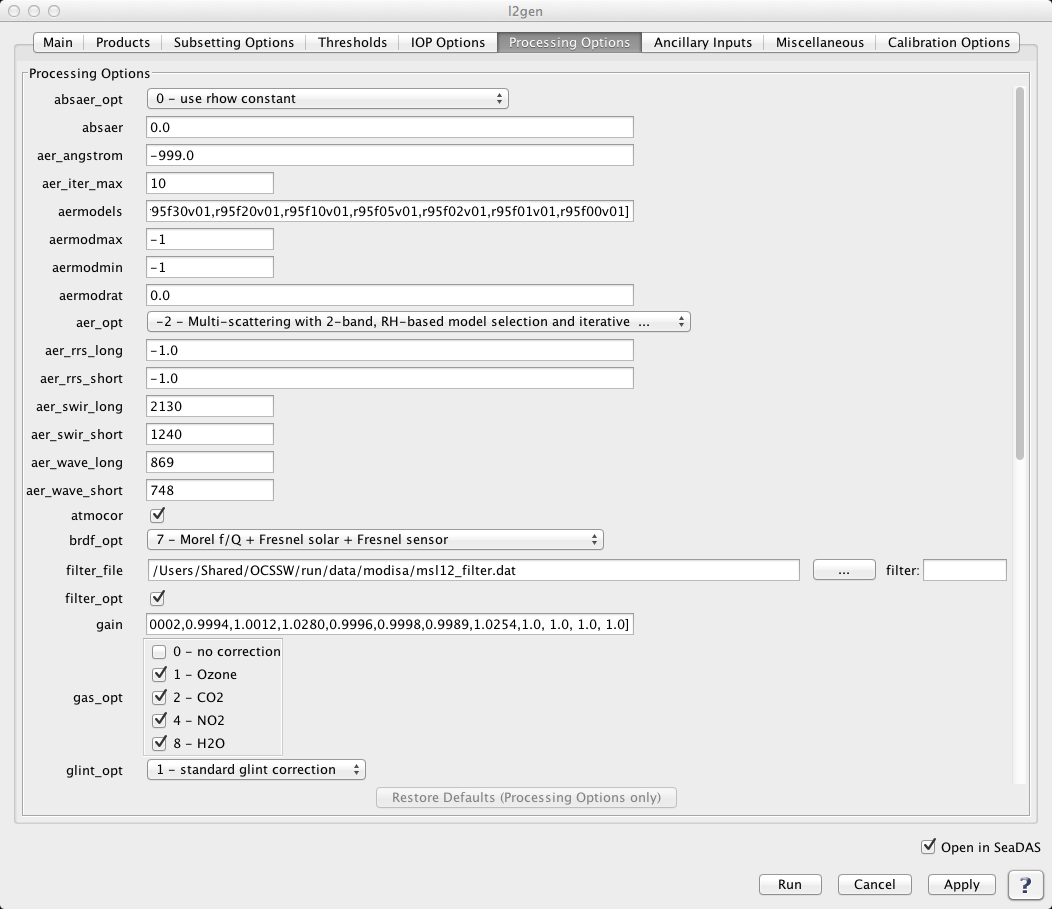 l2gen
Main Products Subsetting Options Thresholds IOP Options Processing Options Ancillary Inputs Miscellaneous Calibration Options
Processing Options
absaer_opt 0 - use rhow constant
absaer 0.0
aer_angstrom -999.0
aer_iter_max 10
aermodels 95f30v01,r95f20v01,r95f10v01,r95f05v01,r95f02v01,r95f01v01,r95f00v01]
aermodmax -1
aermodmin -1
aermodrat 0.0
aer_opt -2 - Multi-scattering with 2-band, RH-based model selection and iterative ...
aer_rrs_long -1.0
aer_rrs_short -1.0
aer_swir_long 2130
aer_swir_short 1240
aer_wave_long 869
aer_wave_short 748
atmocor
brdf_opt 7 - Morel f/Q + Fresnel solar + Fresnel sensor
filter_file /Users/Shared/OCSSW/run/data/modisa/msl12_filter.dat ... filter:
filter_opt
gain 0002,0.9994,1.0012,1.0280,0.9996,0.9998,0.9989,1.0254,1.0, 1.0, 1.0, 1.0]
0 - no correction
1 - Ozone
gas_opt 2 - CO2
4 - NO2
8 - H2O
glint_opt 1 - standard glint correction
Restore Defaults (Processing Options only)
Open in SeaDAS
Run Cancel Apply ?